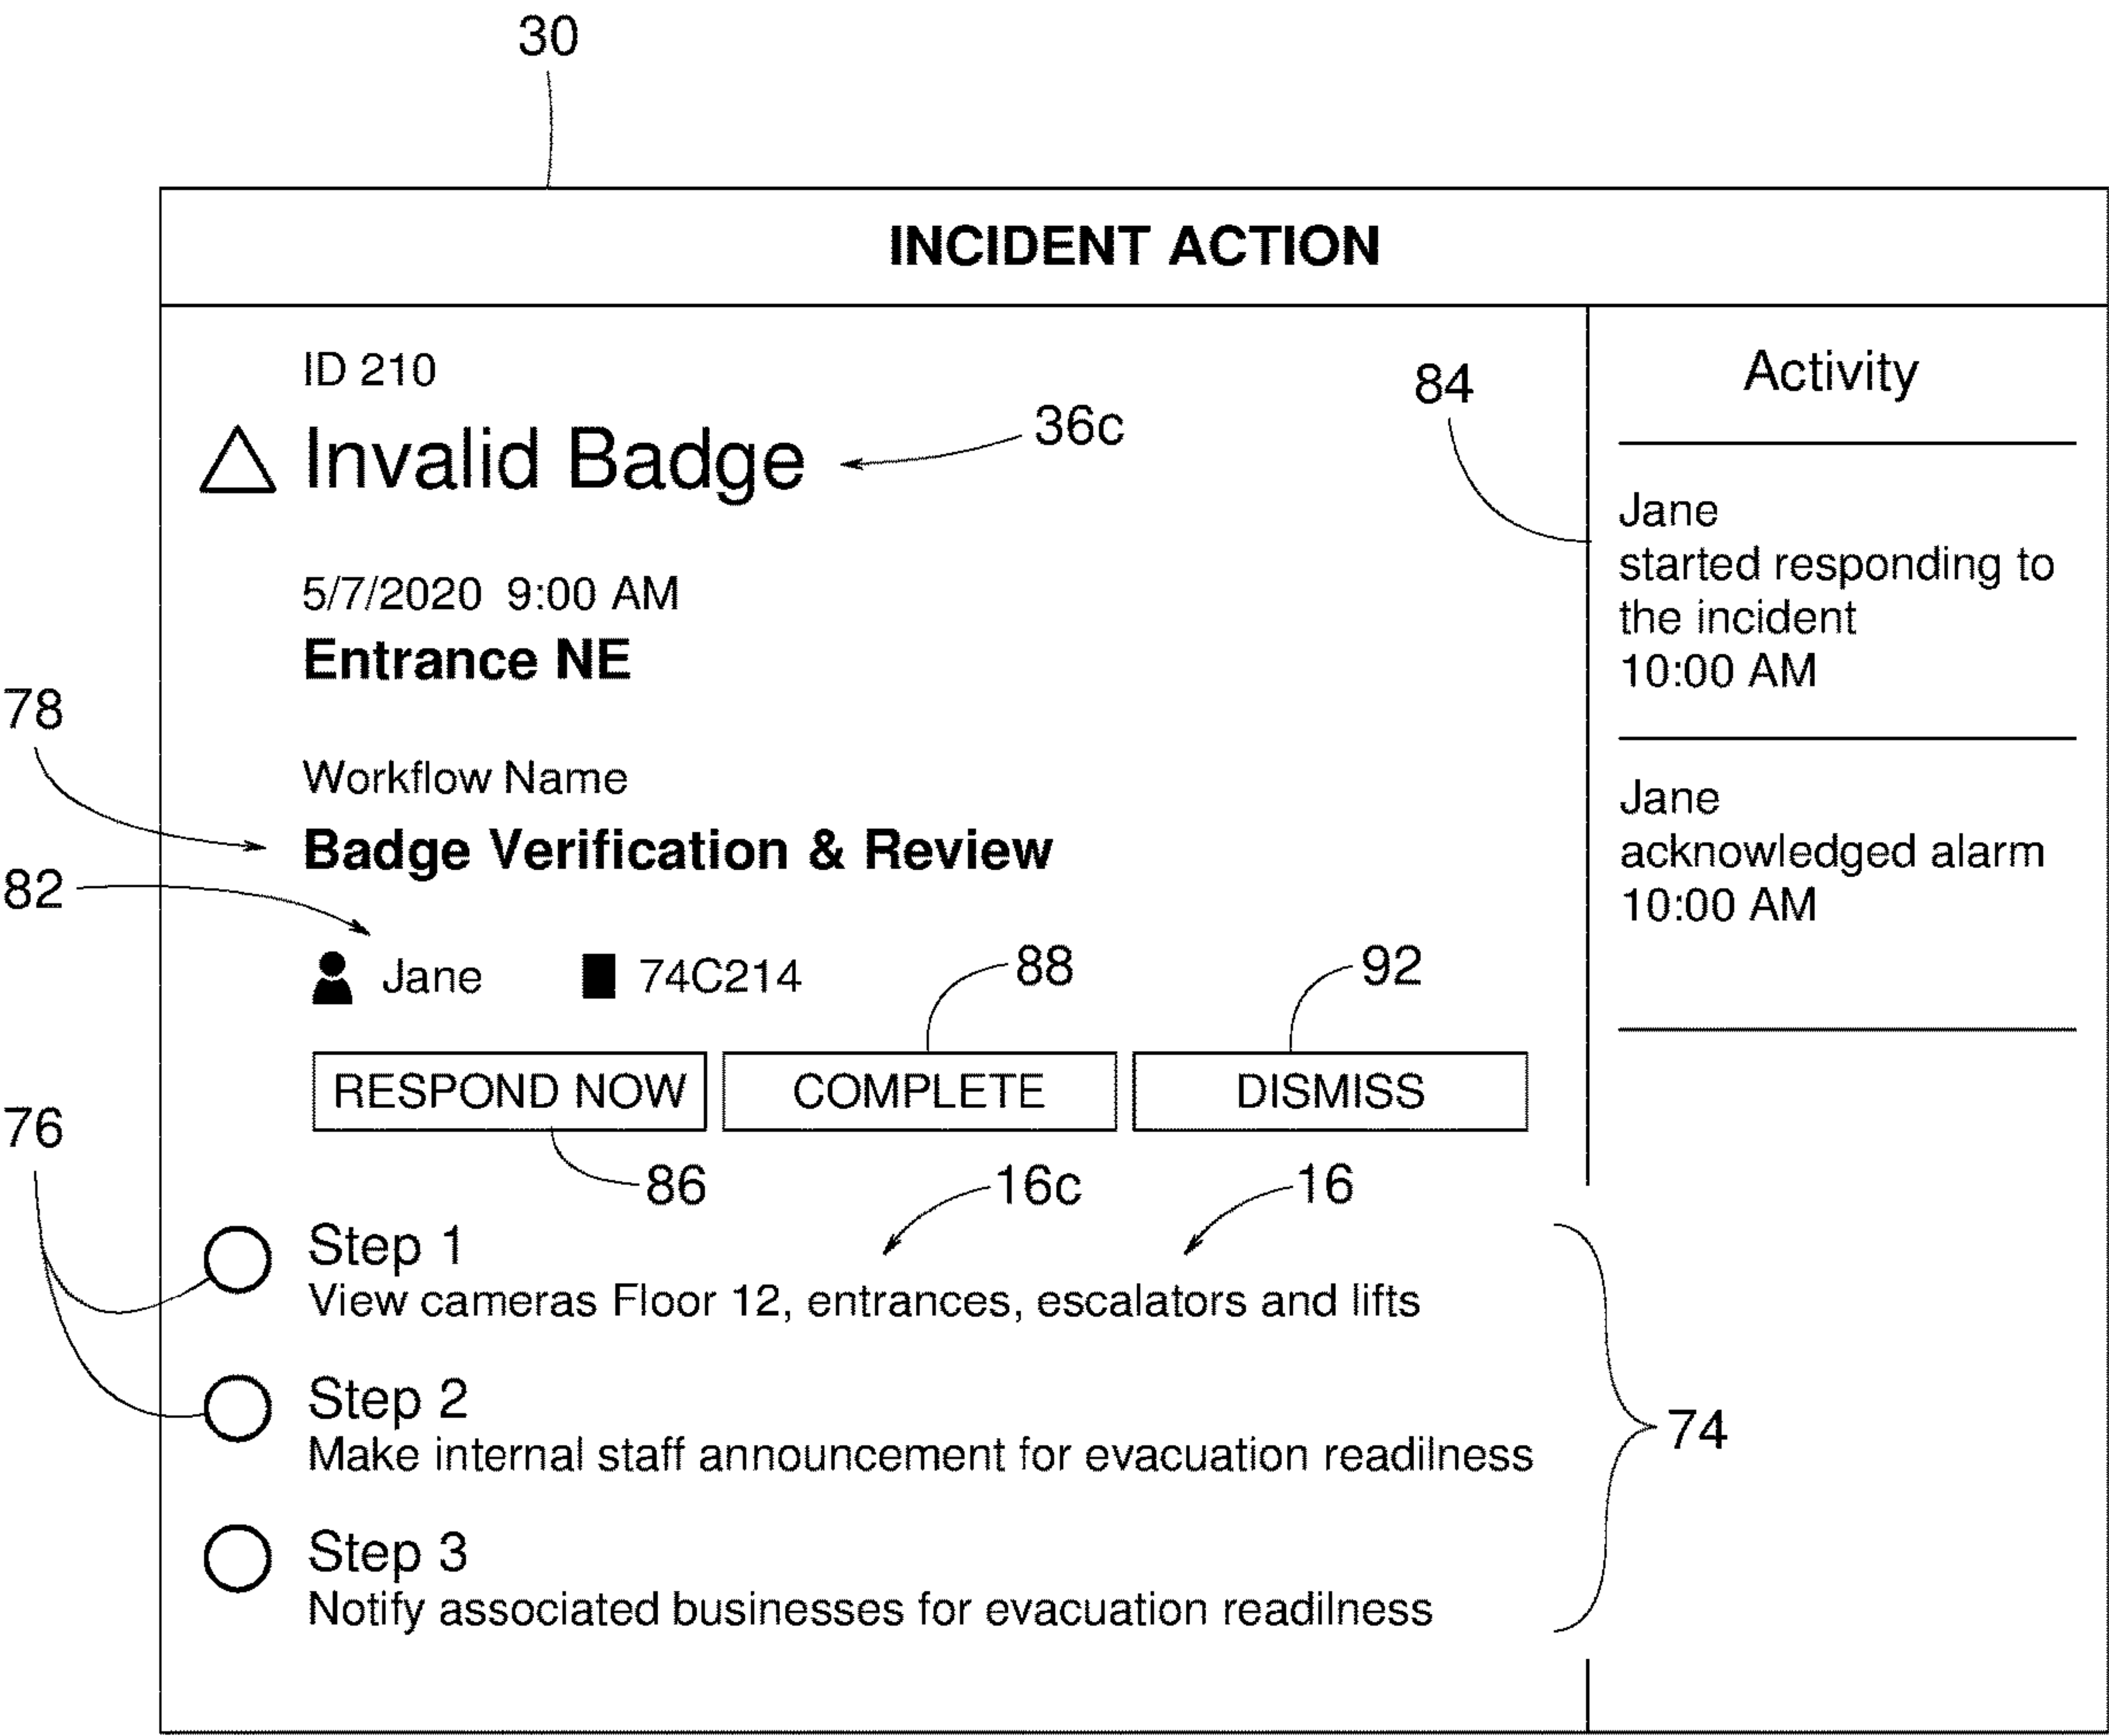 30
INCIDENT ACTION
ID 210
Invalid Badge
36c
5/7/2020 9:00 AM
Entrance NE
78
Workflow Name
Badge Verification & Review
82
Jane
74C214
88
92
RESPOND NOW
COMPLETE
DISMISS
76
86
16c
16
Step 1
View cameras Floor 12, entrances, escalators and lifts
Step 2
Make internal staff announcement for evacuation readilness
74
Step 3
Notify associated businesses for evacuation readilness
84
Activity
Jane
started responding to
the incident
10:00 AM
Jane
acknowledged alarm
10:00 AM